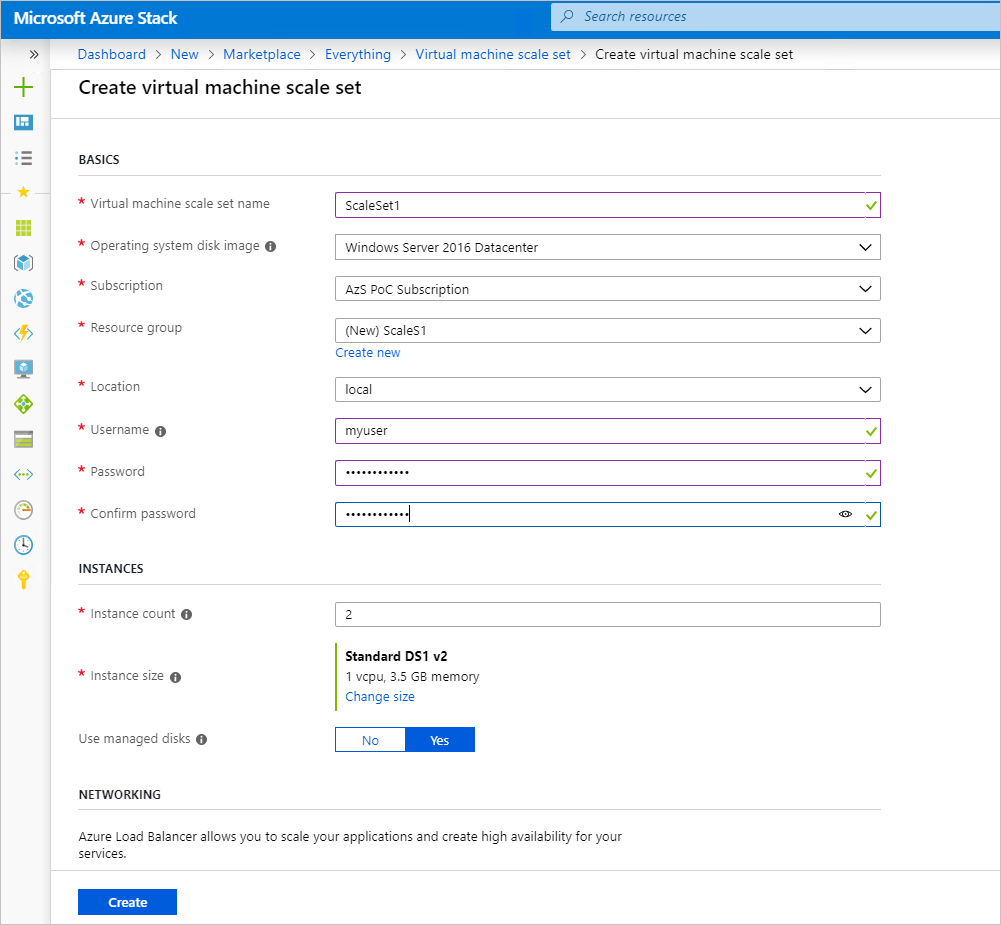 Microsoft Azure Stack
Search resources
Dashboard > New > Marketplace > Everything > Virtual machine scale set > Create virtual machine scale set
Create virtual machine scale set
BASICS
* Virtual machine scale set name
ScaleSet1
* Operating system disk image
Windows Server 2016 Datacenter
* Subscription
AzS PoC Subscription
* Resource group
(New) ScaleS1
Create new
* Location
local
* Username
myuser
* Password
••••••••••••
* Confirm password
••••••••••••
INSTANCES
* Instance count
2
* Instance size
Standard DS1 v2
1 vcpu, 3.5 GB memory
Change size
Use managed disks
No Yes
NETWORKING
Azure Load Balancer allows you to scale your applications and create high availability for your
services.
Create